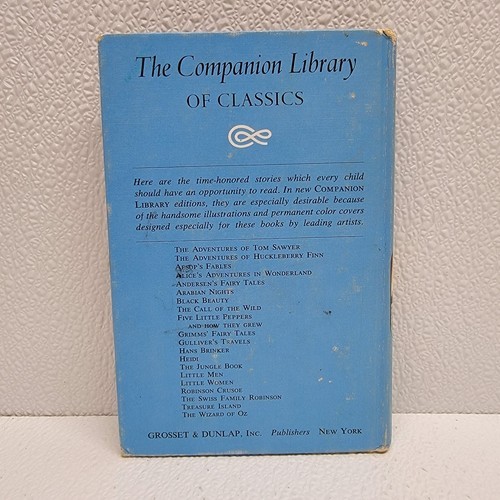 The Companion Library
OF CLASSICS
Here are the time-honored stories which every child
should have an opportunity to read. In new COMPANION
LIBRARY editions, they are especially desirable because
of the handsome illustrations and permanent color covers
designed especially for these books by leading artists.
THE ADVENTURES OF TOM SAWYER
THE ADVENTURES OF HUCKLEBERRY FINN
AESOP'S FABLES
ALICE'S ADVENTURES IN WONDERLAND
ANDERSEN'S FAIRY TALES
ARABIAN NIGHTS
BLACK BEAUTY
THE CALL OF THE WILD
FIVE LITTLE PEPPERS
AND HOW THEY GREW
GRIMMS' FAIRY TALES
GULLIVER'S TRAVELS
HANS BRINKER
HEIDI
THE JUNGLE BOOK
LITTLE MEN
LITTLE WOMEN
ROBINSON CRUSOE
THE SWISS FAMILY ROBINSON
TREASURE ISLAND
THE WIZARD OF OZ
GROSSET & DUNLAP, INC. Publishers NEW YORK